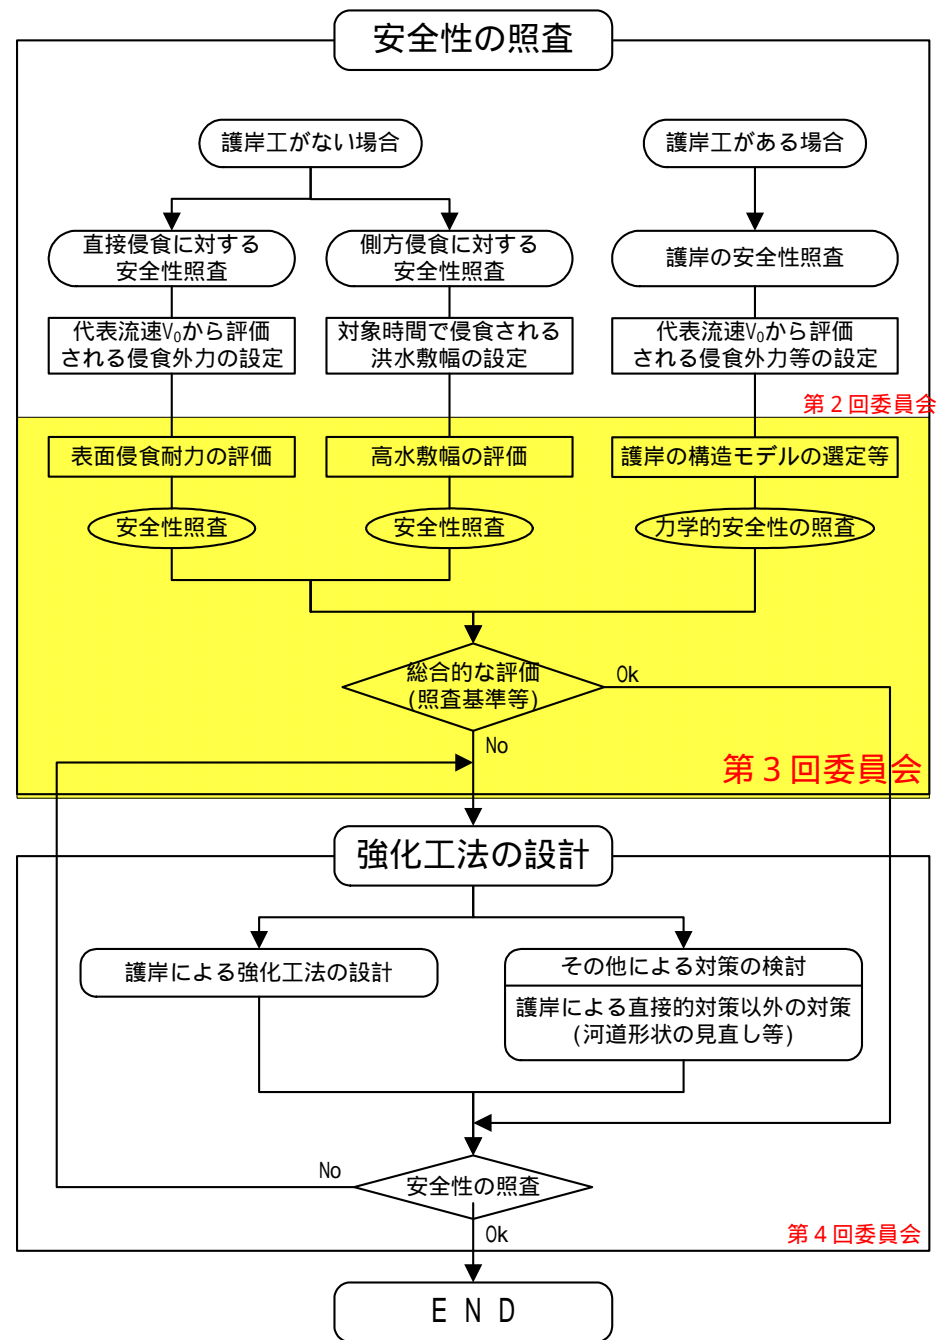 安全性の照査
護岸工がない場合
護岸工がある場合
直接侵食に対する
安全性照査
側方侵食に対する
安全性照査
護岸の安全性照査
代表流速V₀から評価
される侵食外力の設定
対象時間で侵食される
洪水敷幅の設定
代表流速V₀から評価
される侵食外力等の設定
第２回委員会
表面侵食耐力の評価
高水敷幅の評価
護岸の構造モデルの選定等
安全性照査
安全性照査
力学的安全性の照査
総合的な評価
(照査基準等)
Ok
No
第３回委員会
強化工法の設計
護岸による強化工法の設計
その他による対策の検討
護岸による直接的対策以外の対策
(河道形状の見直し等)
No
安全性の照査
Ok
第４回委員会
ＥＮＤ